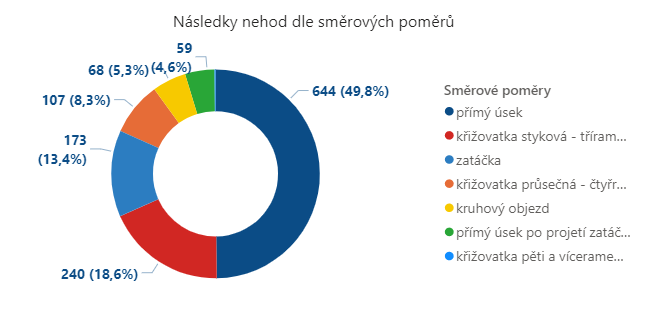 Následky nehod dle směrových poměrů
59
(4,6%)
68 (5,3%)
107 (8,3%)
173
(13,4%)
240 (18,6%)
644 (49,8%)
Směrové poměry
přímý úsek
křižovatka styková - tříram...
zatáčka
křižovatka průsečná - čtyřr...
kruhový objezd
přímý úsek po projetí zatáč...
křižovatka pěti a vícerame...